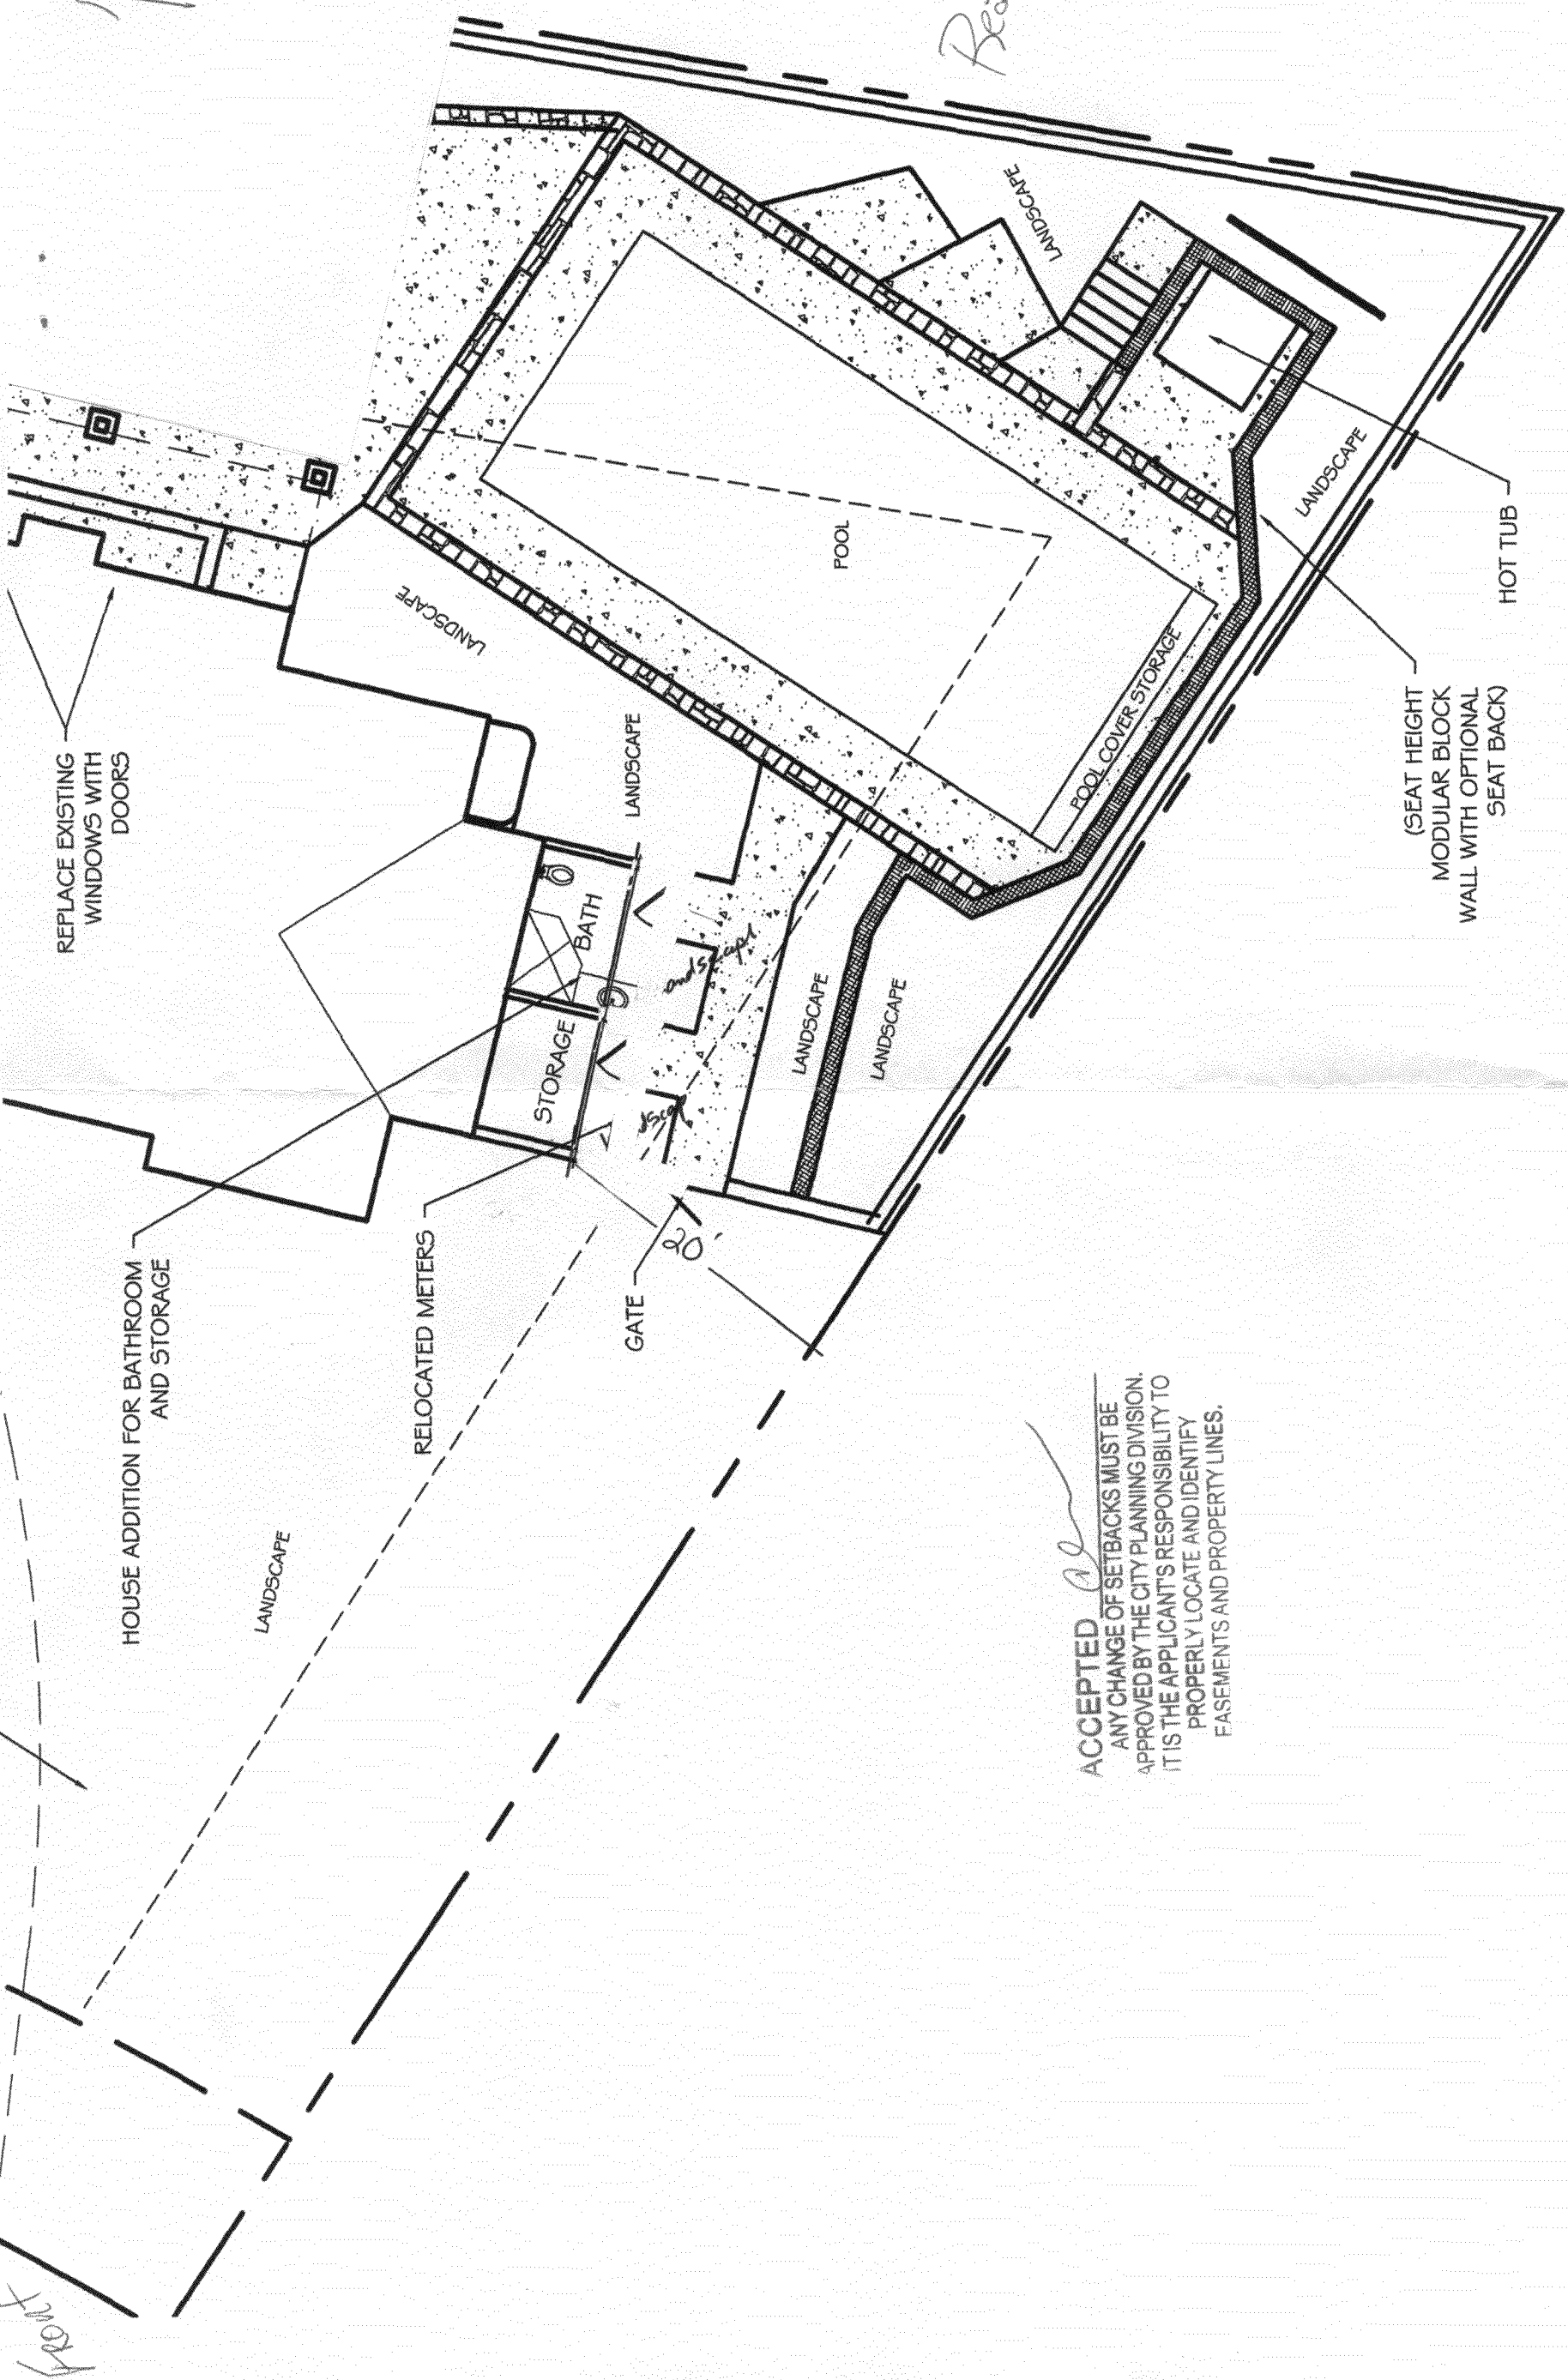 Front
REPLACE EXISTING
WINDOWS WITH
DOORS
HOUSE ADDITION FOR BATHROOM
AND STORAGE
LANDSCAPE
RELOCATED METERS
GATE
20'
STORAGE
BATH
LANDSCAPE
LANDSCAPE
andscape
dscap
LANDSCAPE
LANDSCAPE
POOL
POOL COVER STORAGE
LANDSCAPE
LANDSCAPE
HOT TUB
(SEAT HEIGHT
MODULAR BLOCK
WALL WITH OPTIONAL
SEAT BACK)
ACCEPTED
ANY CHANGE OF SETBACKS MUST BE
APPROVED BY THE CITY PLANNING DIVISION.
IT IS THE APPLICANT'S RESPONSIBILITY TO
PROPERLY LOCATE AND IDENTIFY
EASEMENTS AND PROPERTY LINES.